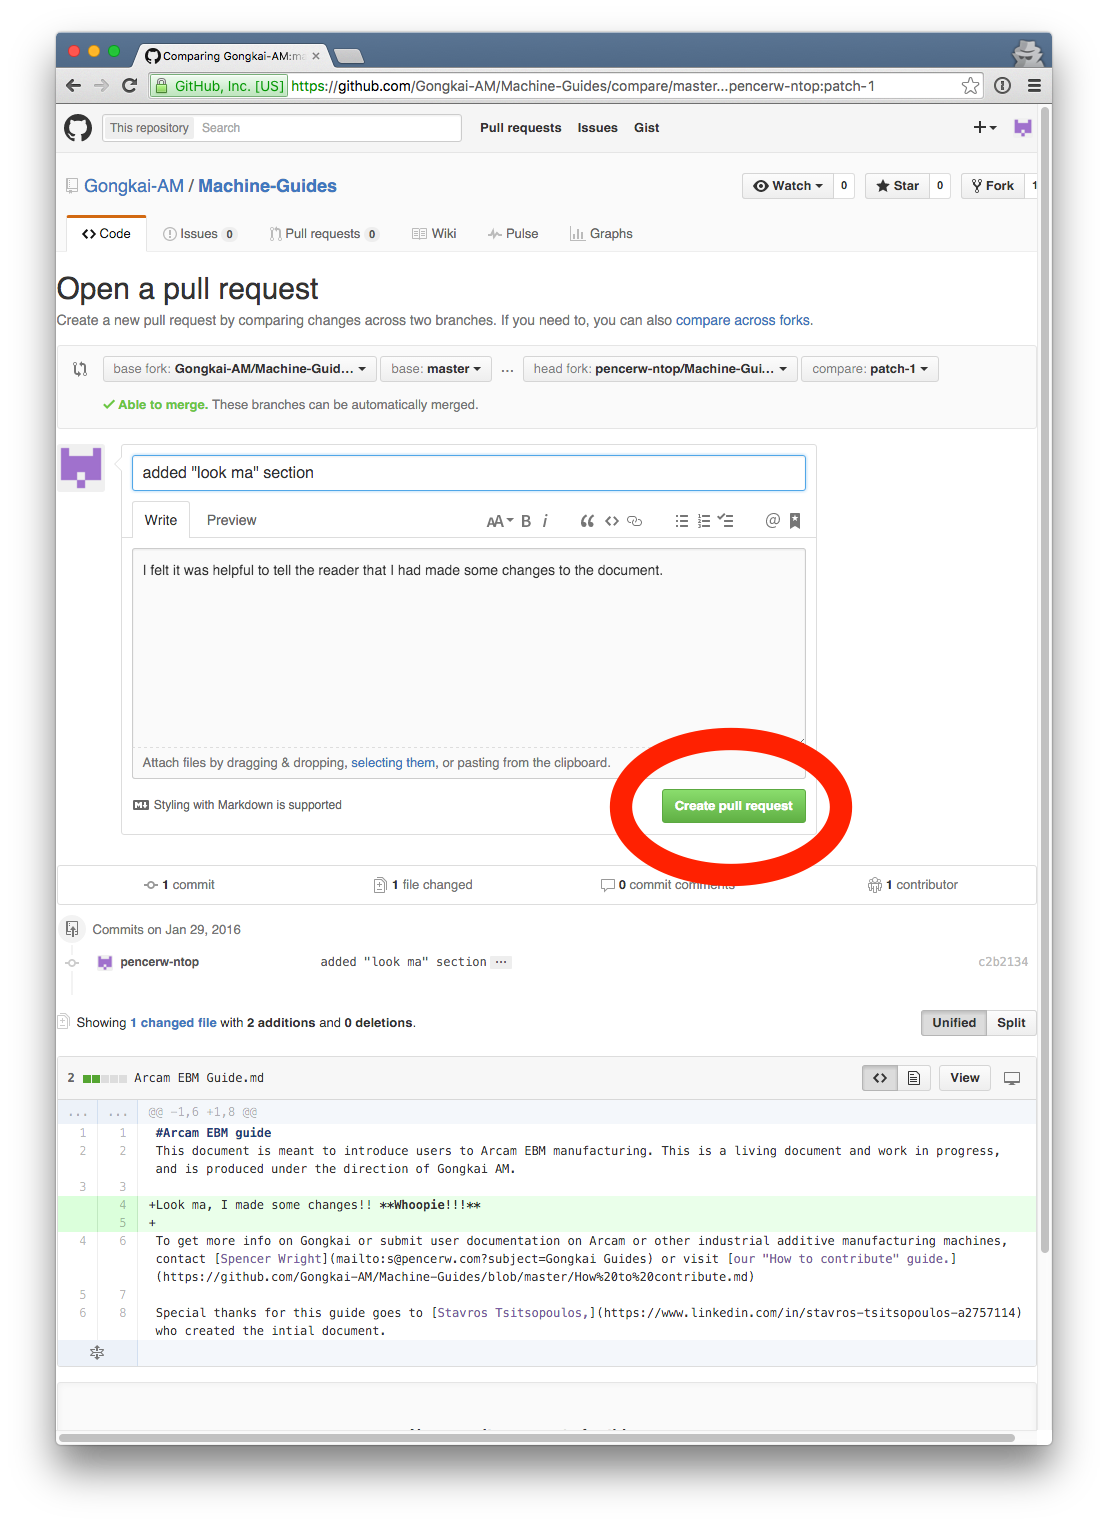 Comparing Gongkai-AM:ma
GitHub, Inc. [US] https://github.com/Gongkai-AM/Machine-Guides/compare/master...pencerw-ntop:patch-1
This repository Search Pull requests Issues Gist
Gongkai-AM / Machine-Guides Watch 0 Star 0 Fork 1
Code Issues 0 Pull requests 0 Wiki Pulse Graphs
Open a pull request
Create a new pull request by comparing changes across two branches. If you need to, you can also compare across forks.
base fork: Gongkai-AM/Machine-Guid... base: master ... head fork: pencerw-ntop/Machine-Gui... compare: patch-1
Able to merge. These branches can be automatically merged.
added "look ma" section
Write Preview AA B i
I felt it was helpful to tell the reader that I had made some changes to the document.
Attach files by dragging & dropping, selecting them, or pasting from the clipboard.
Styling with Markdown is supported Create pull request
1 commit 1 file changed 0 commit comments 1 contributor
Commits on Jan 29, 2016
pencerw-ntop added "look ma" section ... c2b2134
Showing 1 changed file with 2 additions and 0 deletions. Unified Split
2 Arcam EBM Guide.md <> View
... ... @@ -1,6 +1,8 @@
1 1 #Arcam EBM guide
2 2 This document is meant to introduce users to Arcam EBM manufacturing. This is a living document and work in progress,
and is produced under the direction of Gongkai AM.
3 3
4 +Look ma, I made some changes!! **Whoopie!!!**
5 +
4 6 To get more info on Gongkai or submit user documentation on Arcam or other industrial additive manufacturing machines,
contact [Spencer Wright](mailto:s@pencerw.com?subject=Gongkai Guides) or visit [our "How to contribute" guide.]
(https://github.com/Gongkai-AM/Machine-Guides/blob/master/How%20to%20contribute.md)
5 7
6 8 Special thanks for this guide goes to [Stavros Tsitsopoulos,](https://www.linkedin.com/in/stavros-tsitsopoulos-a2757114)
who created the intial document.